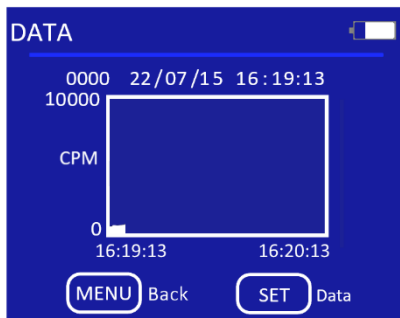 DATA
0000 22/07/15 16:19:13
10000
CPM
0
16:19:13 16:20:13
MENU Back SET Data